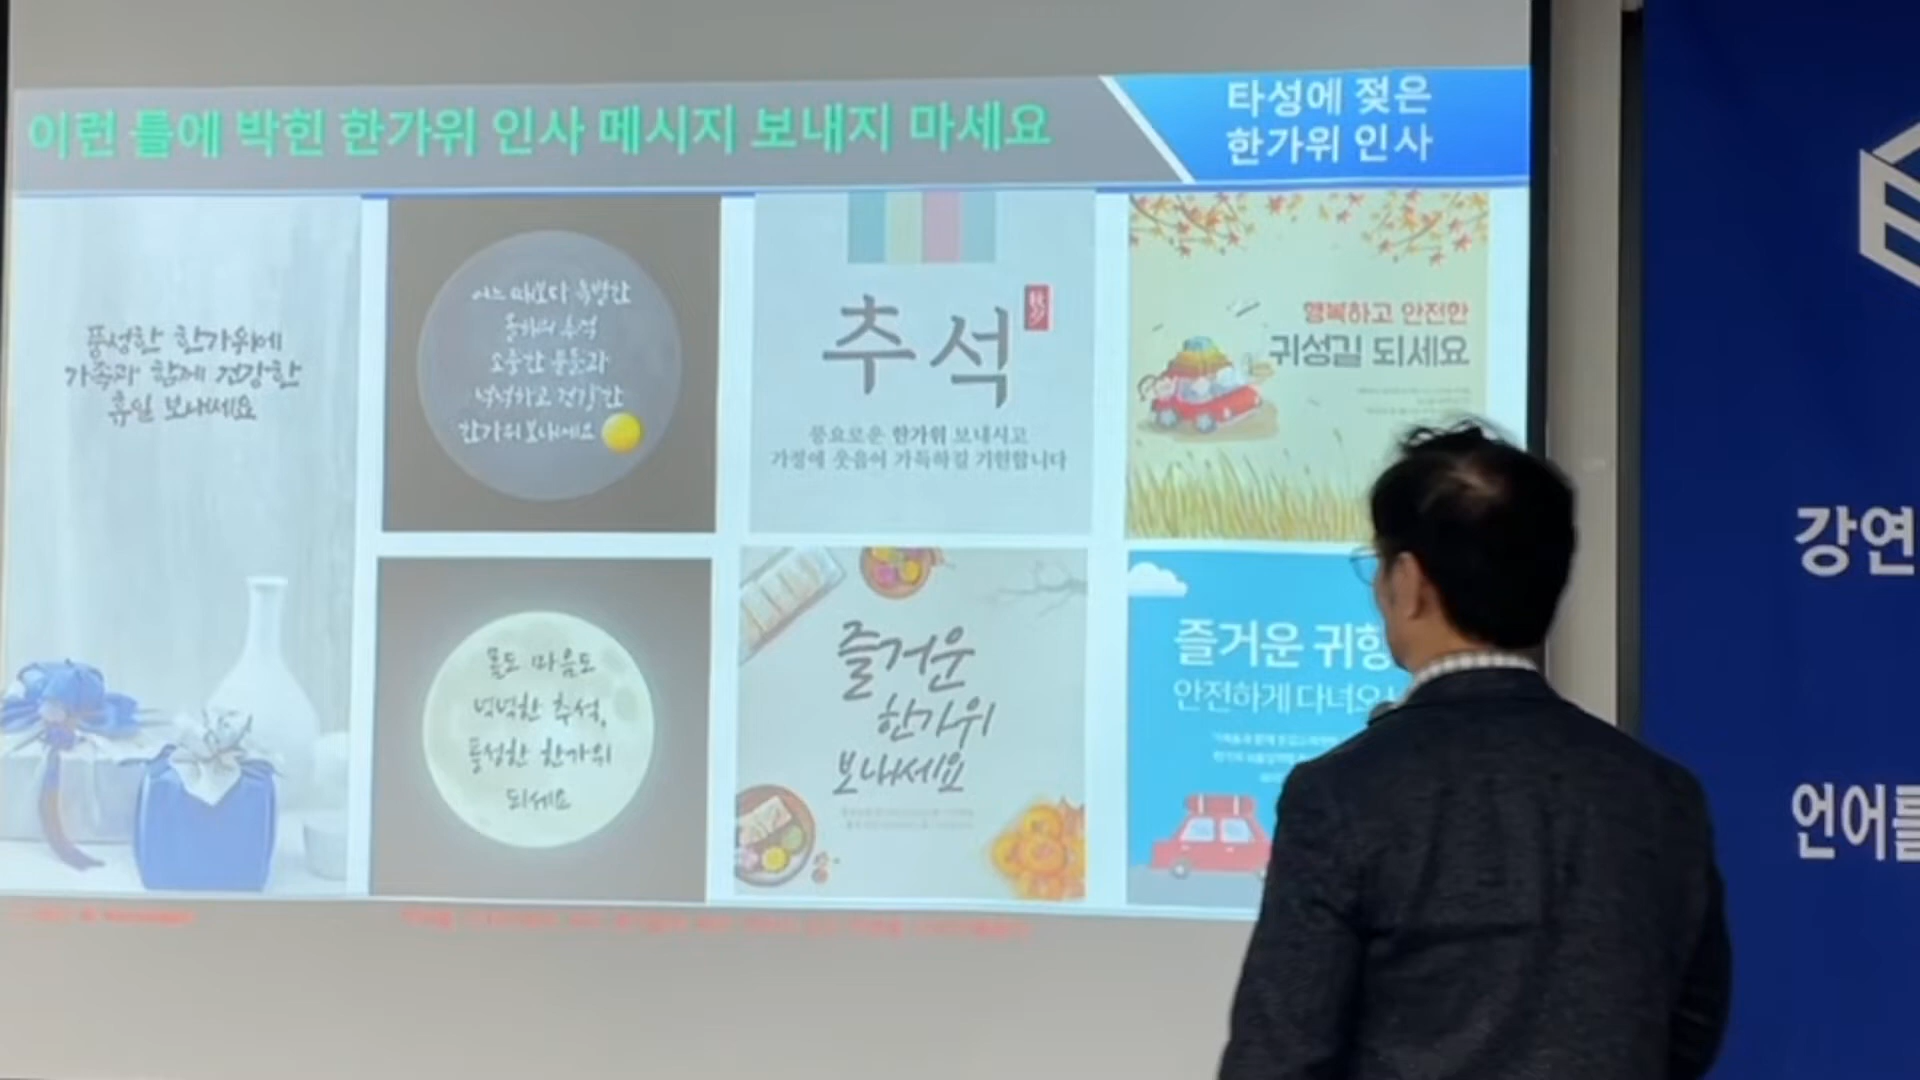 이런 틀에 박힌 한가위 인사 메시지 보내지 마세요
타성에 젖은
한가위 인사
풍성한 한가위에
가족과 함께 건강한
휴일 보내세요
어느 때보다 특별한
올해의 추석
소중한 분들과
넉넉하고 건강한
한가위 보내세요
추석
秋夕
풍요로운 한가위 보내시고
가정에 웃음이 가득하길 기원합니다
행복하고 안전한
귀성길 되세요
몸도 마음도
넉넉한 추석,
풍성한 한가위
되세요
즐거운
한가위
보내세요
즐거운 귀향
안전하게 다녀오
강연
언어를